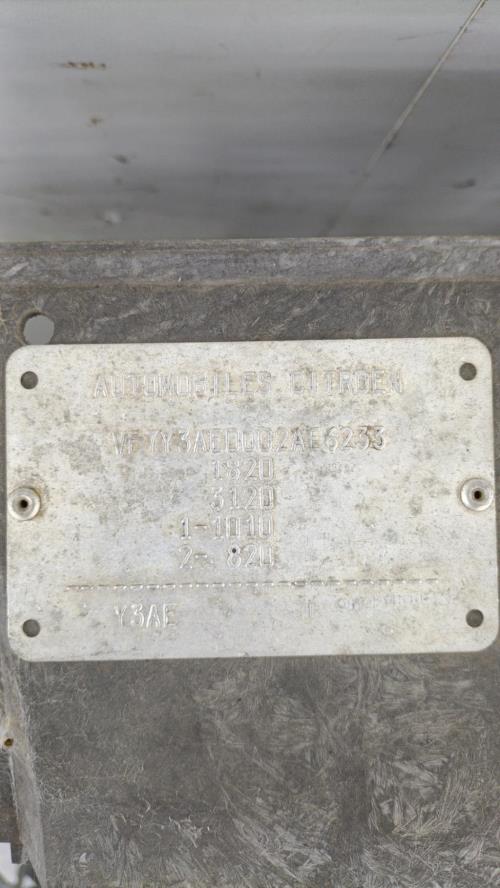 AUTOMOBILES CITROEN
VF7Y3AE0002AE6233
1820
3120
1-1010
2- 820
Y3AE